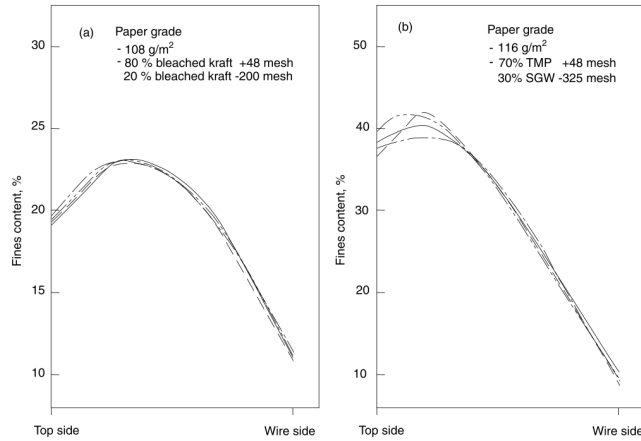 (a)
Paper grade
- 108 g/m²
- 80 % bleached kraft +48 mesh
20 % bleached kraft -200 mesh
30
25
20
15
10
Fines content, %
Top side
Wire side
(b)
Paper grade
- 116 g/m²
- 70% TMP +48 mesh
30% SGW -325 mesh
50
40
30
50
10
Fines content, %
Top side
Wire side